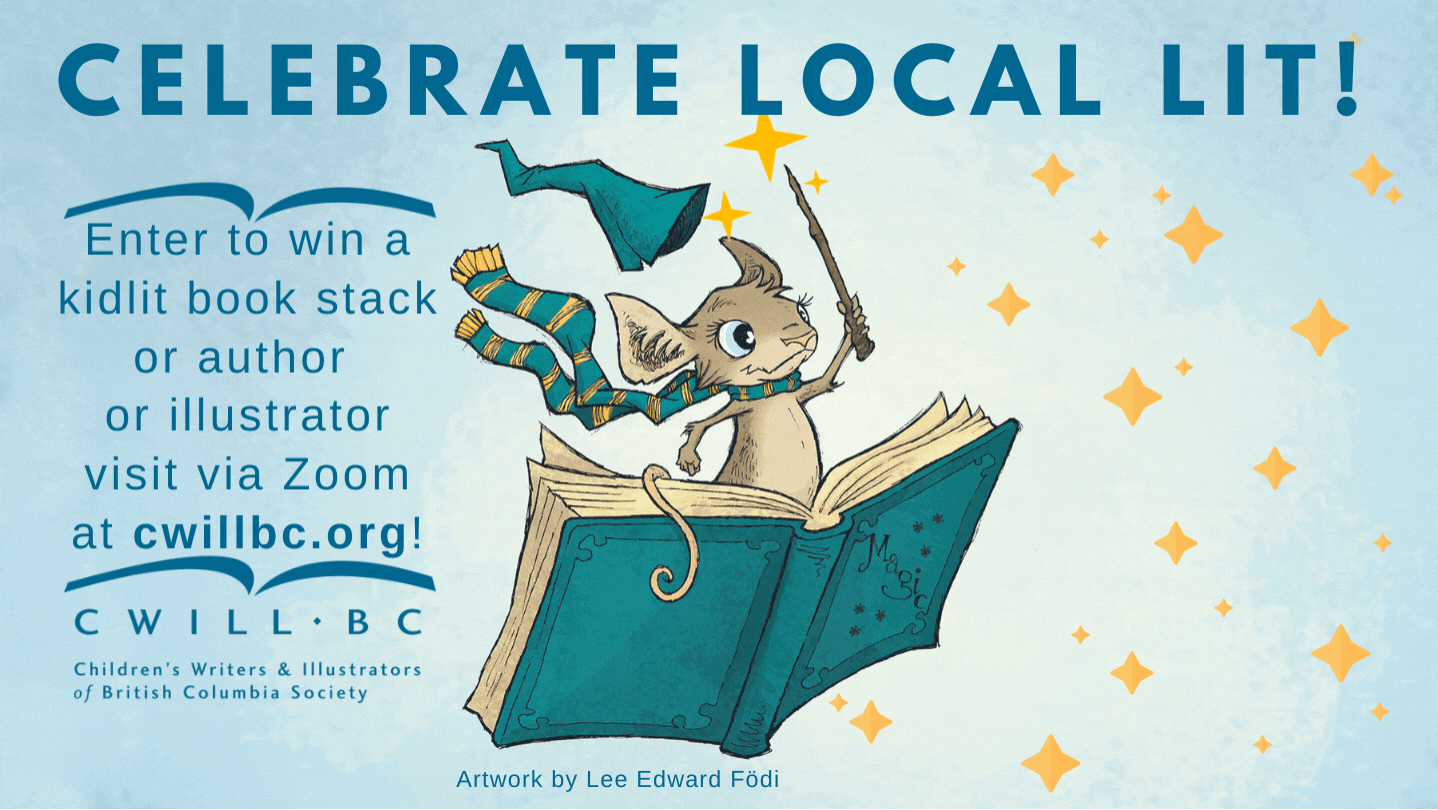 CELEBRATE LOCAL LIT!
Enter to win a
kidlit book stack
or author
or illustrator
visit via Zoom
at cwillbc.org!
CWILL·BC
Children's Writers & Illustrators
of British Columbia Society
Magic
Artwork by Lee Edward Födi